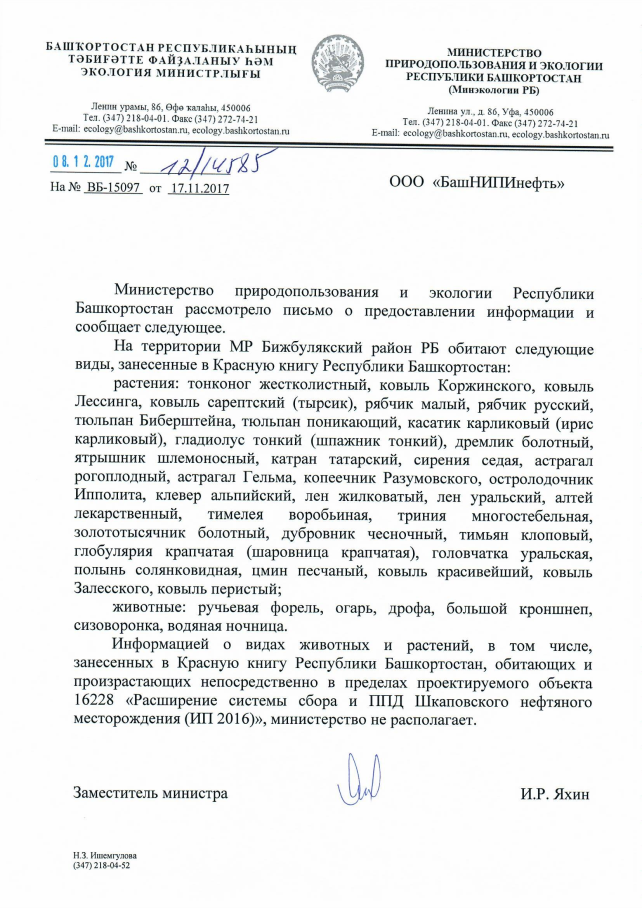 БАШҠОРТОСТАН РЕСПУБЛИКАҺЫНЫҢ
ТӘБИҒӘТТЕ ФАЙҘАЛАНЫУ ҺӘМ
ЭКОЛОГИЯ МИНИСТРЛЫҒЫ
Ленин урамы, 86, Өфө ҡалаһы, 450006
Тел. (347) 218-04-01. Факс (347) 272-74-21
E-mail: ecology@bashkortostan.ru, ecology.bashkortostan.ru
МИНИСТЕРСТВО
ПРИРОДОПОЛЬЗОВАНИЯ И ЭКОЛОГИИ
РЕСПУБЛИКИ БАШКОРТОСТАН
(Минэкологии РБ)
Ленина ул., д. 86, Уфа, 450006
Тел. (347) 218-04-01. Факс (347) 272-74-21
E-mail: ecology@bashkortostan.ru, ecology.bashkortostan.ru
08.12.2017 № 12/14585
На № ВБ-15097 от 17.11.2017
ООО «БашНИПИнефть»
Министерство природопользования и экологии Республики
Башкортостан рассмотрело письмо о предоставлении информации и
сообщает следующее.
На территории МР Бижбулякский район РБ обитают следующие
виды, занесенные в Красную книгу Республики Башкортостан:
растения: тонконог жестколистный, ковыль Коржинского, ковыль
Лессинга, ковыль сарептский (тырсик), рябчик малый, рябчик русский,
тюльпан Биберштейна, тюльпан поникающий, касатик карликовый (ирис
карликовый), гладиолус тонкий (шпажник тонкий), дремлик болотный,
ятрышник шлемоносный, катран татарский, сирения седая, астрагал
рогоплодный, астрагал Гельма, копеечник Разумовского, остролодочник
Ипполита, клевер альпийский, лен жилковатый, лен уральский, алтей
лекарственный, тимелея воробьиная, триния многостебельная,
золототысячник болотный, дубровник чесночный, тимьян клоповый,
глобулярия крапчатая (шаровница крапчатая), головчатка уральская,
полынь солянковидная, цмин песчаный, ковыль красивейший, ковыль
Залесского, ковыль перистый;
животные: ручьевая форель, огарь, дрофа, большой кроншнеп,
сизоворонка, водяная ночница.
Информацией о видах животных и растений, в том числе,
занесенных в Красную книгу Республики Башкортостан, обитающих и
произрастающих непосредственно в пределах проектируемого объекта
16228 «Расширение системы сбора и ППД Шкаповского нефтяного
месторождения (ИП 2016)», министерство не располагает.
Заместитель министра И.Р. Яхин
Н.З. Ишемгулова
(347) 218-04-52